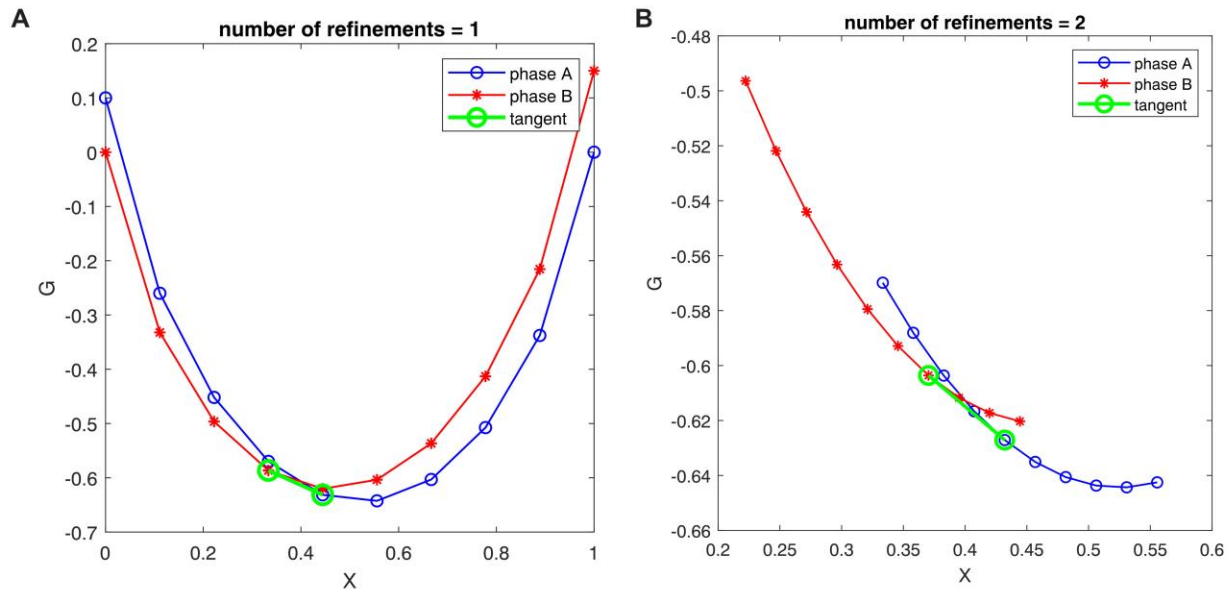 A
number of refinements = 1
phase A
phase B
tangent
G
0.2
0.1
0
-0.1
-0.2
-0.3
-0.4
-0.5
-0.6
-0.7
0 0.2 0.4 0.6 0.8 1
X
B
number of refinements = 2
phase A
phase B
tangent
G
-0.48
-0.5
-0.52
-0.54
-0.56
-0.58
-0.6
-0.62
-0.64
-0.66
0.2 0.25 0.3 0.35 0.4 0.45 0.5 0.55 0.6
X